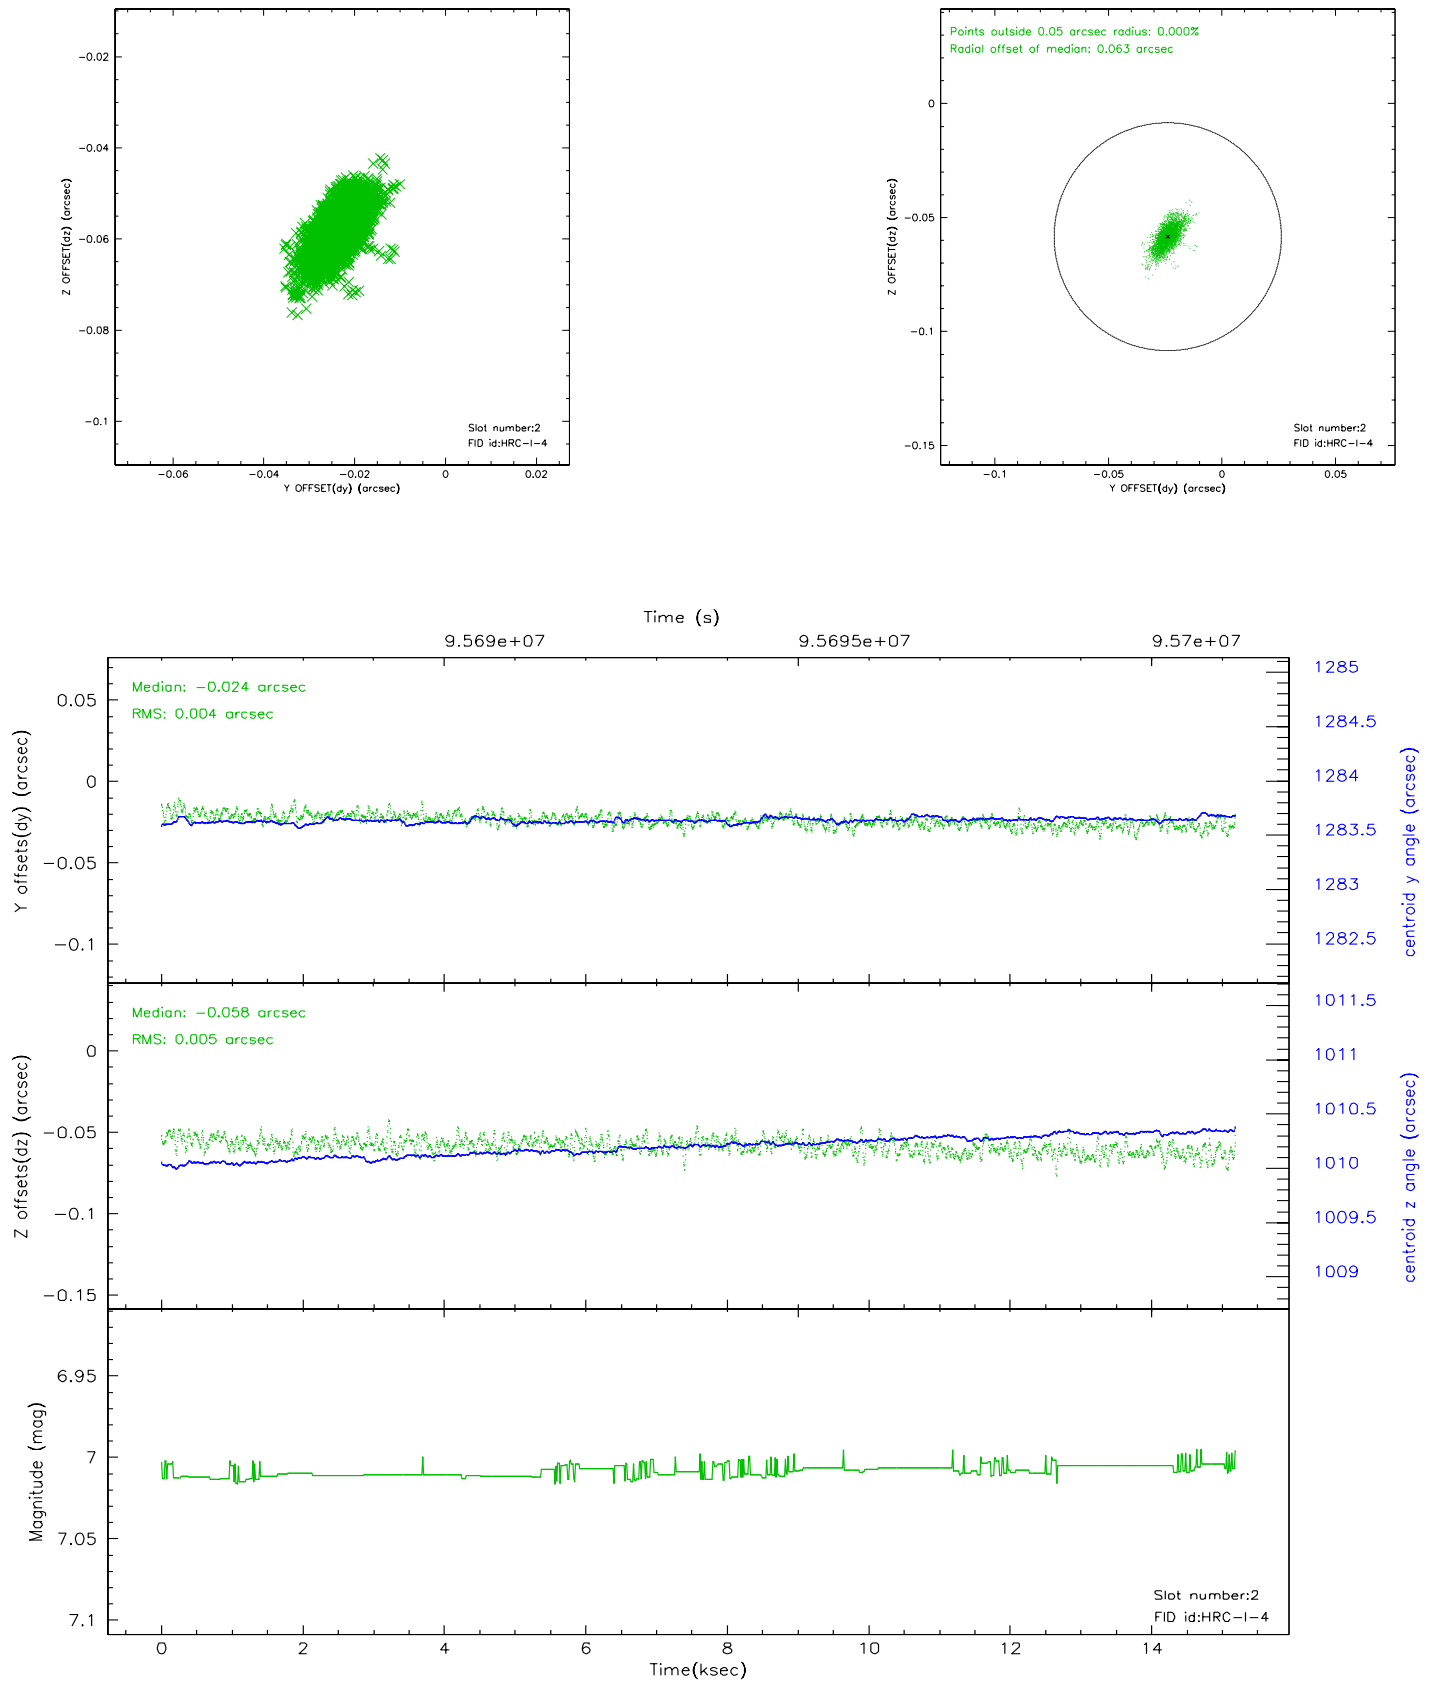 -0.02
-0.04
-0.06
-0.08
-0.1
Z OFFSET(dz) (arcsec)
Slot number:2
FID id:HRC-I-4
-0.06 -0.04 -0.02 0 0.02
Y OFFSET(dy) (arcsec)
Points outside 0.05 arcsec radius: 0.000%
Radial offset of median: 0.063 arcsec
0
-0.05
-0.1
-0.15
Z OFFSET(dz) (arcsec)
Slot number:2
FID id:HRC-I-4
-0.1 -0.05 0 0.05
Y OFFSET(dy) (arcsec)
Time (s)
9.569e+07 9.5695e+07 9.57e+07
Median: -0.024 arcsec
RMS: 0.004 arcsec
0.05
0
-0.05
-0.1
Y offsets(dy) (arcsec)
1285
1284.5
1284
1283.5
1283
1282.5
centroid y angle (arcsec)
Median: -0.058 arcsec
RMS: 0.005 arcsec
0
-0.05
-0.1
-0.15
Z offsets(dz) (arcsec)
1011.5
1011
1010.5
1010
1009.5
1009
centroid z angle (arcsec)
6.95
7
7.05
7.1
Magnitude (mag)
Slot number:2
FID id:HRC-I-4
0 2 4 6 8 10 12 14
Time(ksec)